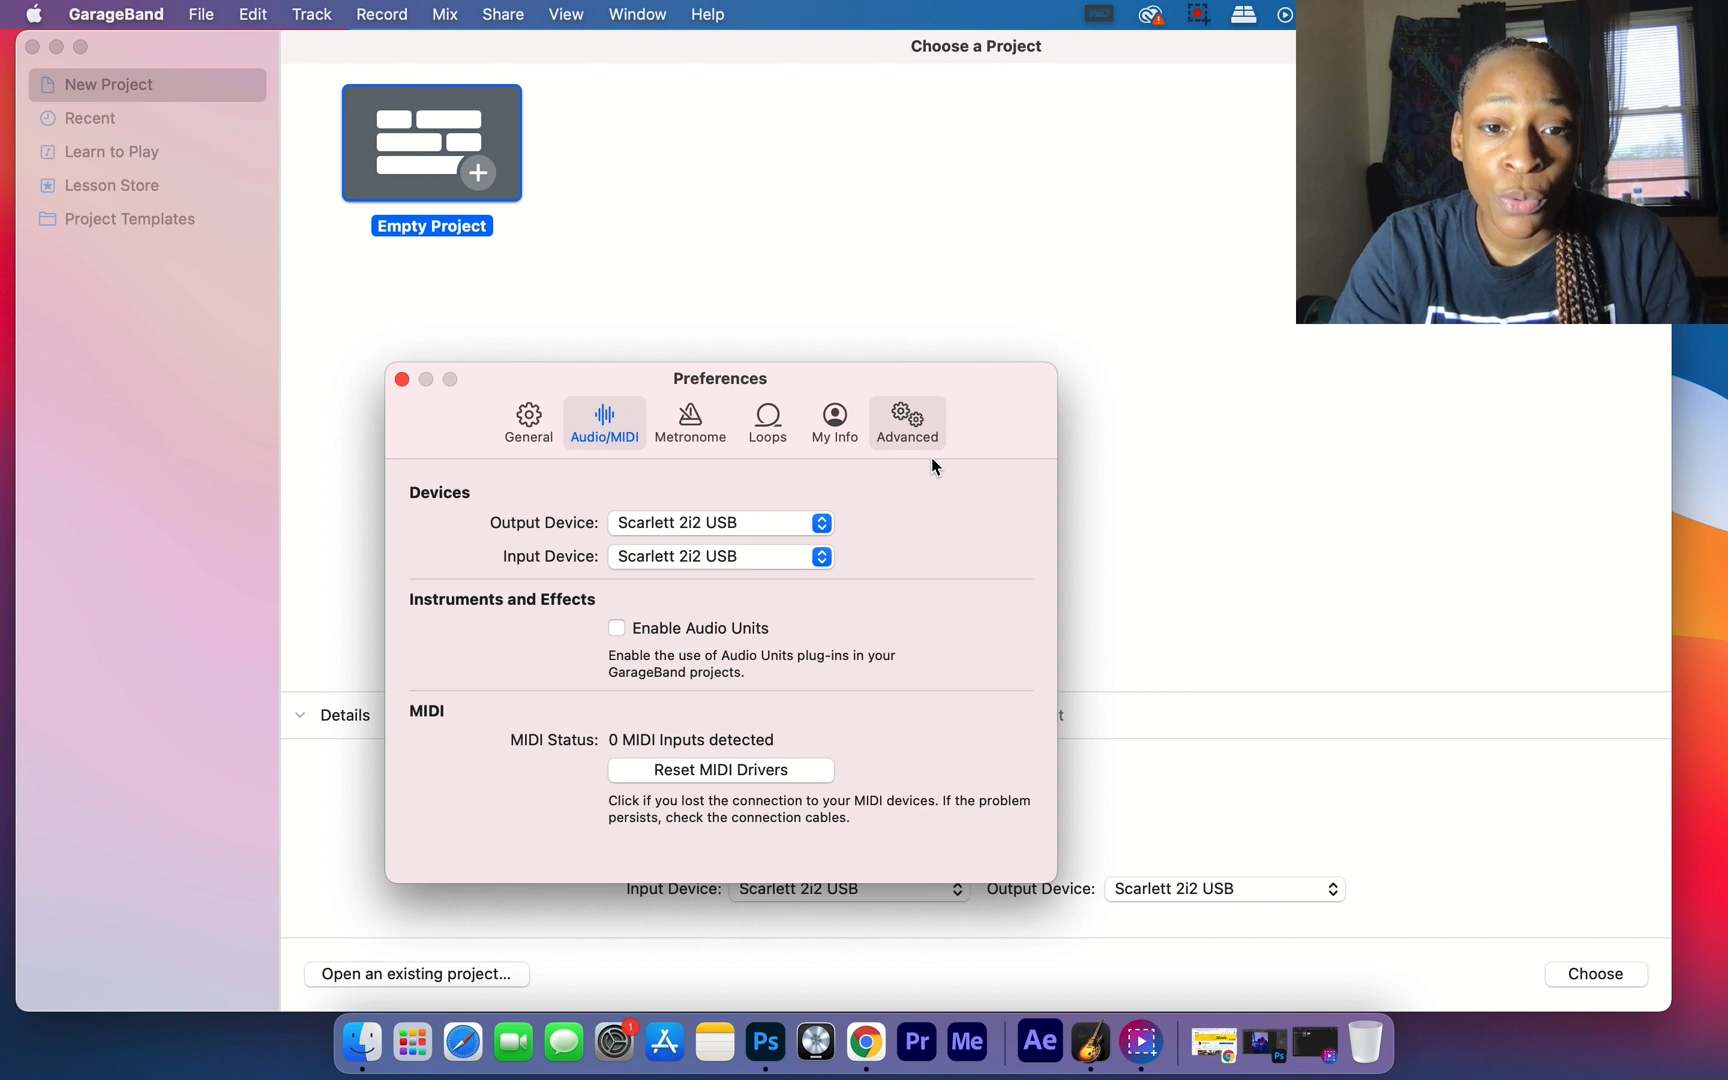 GarageBand File Edit Track Record Mix Share View Window Help
Choose a Project
New Project
Recent
Learn to Play
Lesson Store
Project Templates
Empty Project
Preferences
General Audio/MIDI Metronome Loops My Info Advanced
Devices
Output Device: Scarlett 2i2 USB
Input Device: Scarlett 2i2 USB
Instruments and Effects
Enable Audio Units
Enable the use of Audio Units plug-ins in your
GarageBand projects.
Details
MIDI
MIDI Status: 0 MIDI Inputs detected
Reset MIDI Drivers
Click if you lost the connection to your MIDI devices. If the problem
persists, check the connection cables.
Input Device: Scarlett 2i2 USB Output Device: Scarlett 2i2 USB
Open an existing project...
Choose
1
Ps Pr Me Ae